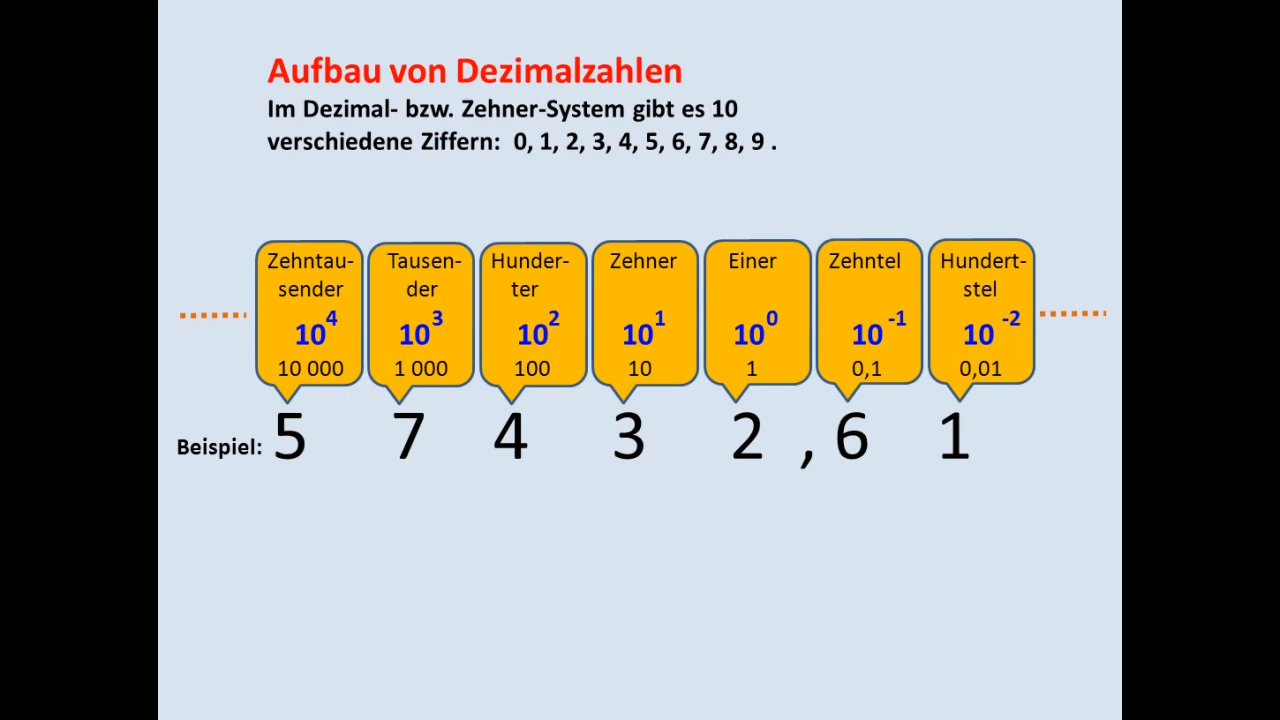 Aufbau von Dezimalzahlen
Im Dezimal- bzw. Zehner-System gibt es 10
verschiedene Ziffern: 0, 1, 2, 3, 4, 5, 6, 7, 8, 9 .
Zehntau-
sender
10⁴
10 000
Tausen-
der
10³
1 000
Hunder-
ter
10²
100
Zehner
10¹
10
Einer
10⁰
1
Zehntel
10⁻¹
0,1
Hundert-
stel
10⁻²
0,01
Beispiel: 5 7 4 3 2 , 6 1